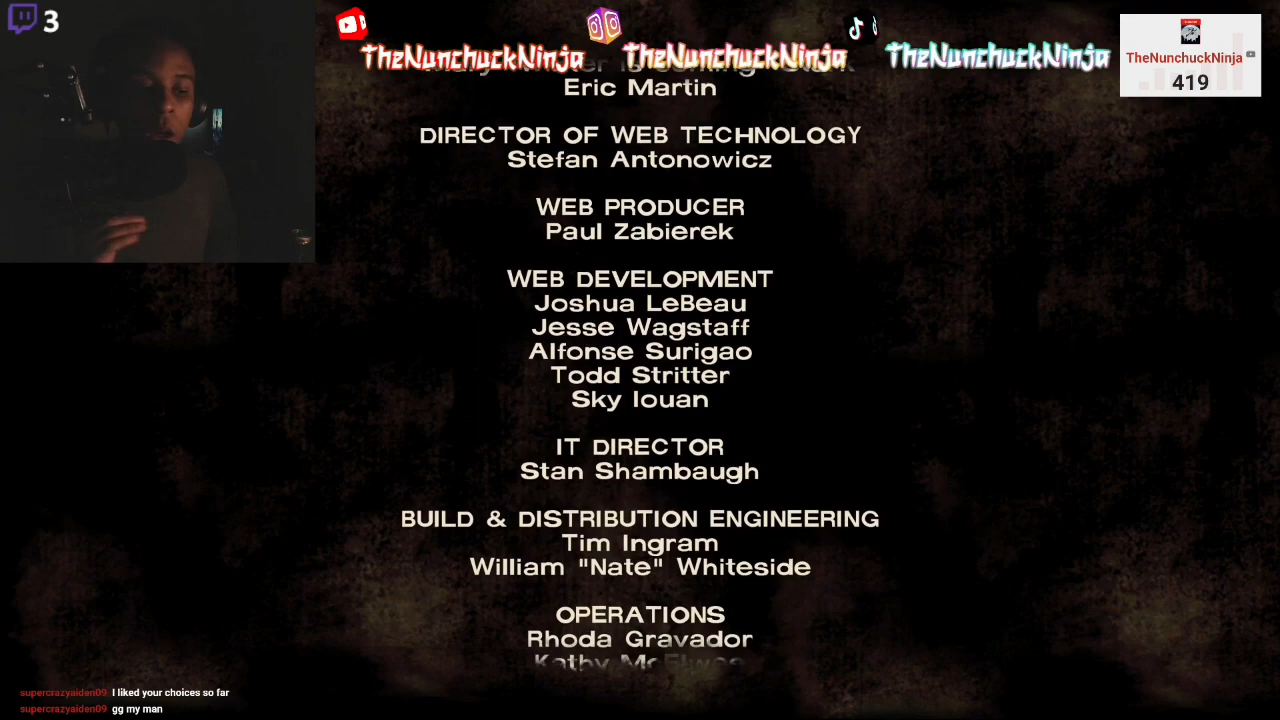 3
TheNunchuckNinja
TheNunchuckNinja
TheNunchuckNinja
TheNunchuckNinja
419
Eric Martin
DIRECTOR OF WEB TECHNOLOGY
Stefan Antonowicz
WEB PRODUCER
Paul Zabierek
WEB DEVELOPMENT
Joshua LeBeau
Jesse Wagstaff
Alfonse Surigao
Todd Stritter
Sky Iouan
IT DIRECTOR
Stan Shambaugh
BUILD & DISTRIBUTION ENGINEERING
Tim Ingram
William "Nate" Whiteside
OPERATIONS
Rhoda Gravador
Kathy
supercrazyaiden09 I liked your choices so far
supercrazyaiden09 gg my man